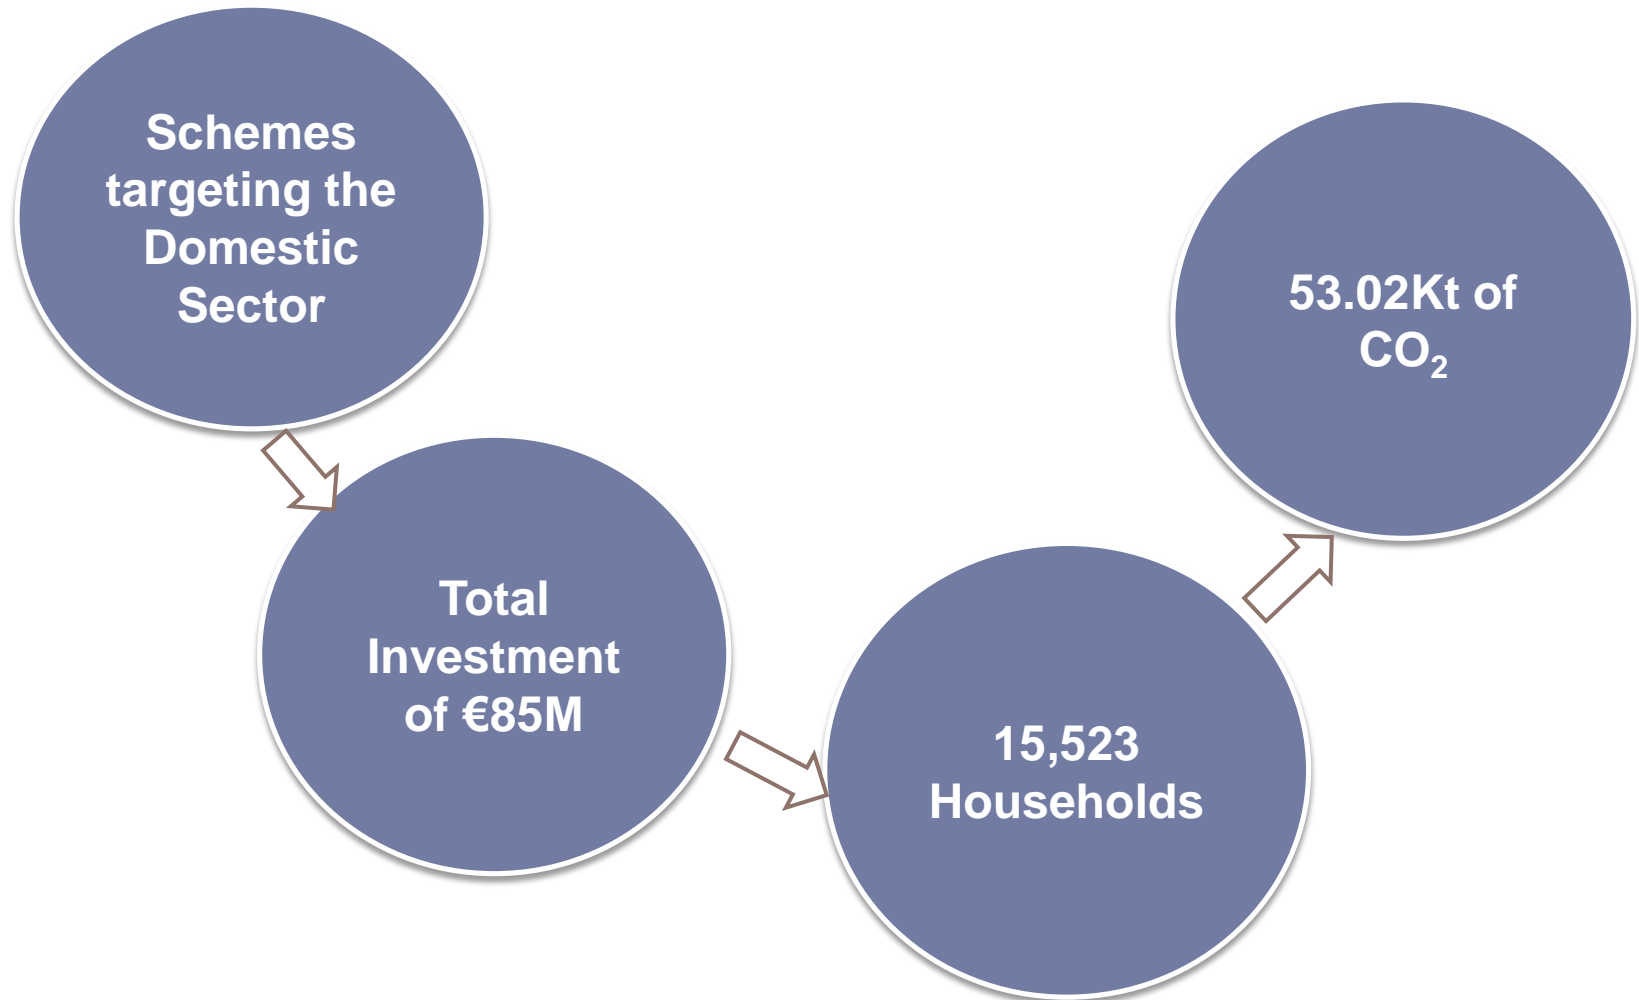 Schemes
targeting the
Domestic
Sector
Total
Investment
of €85M
15,523
Households
53.02Kt of
CO₂